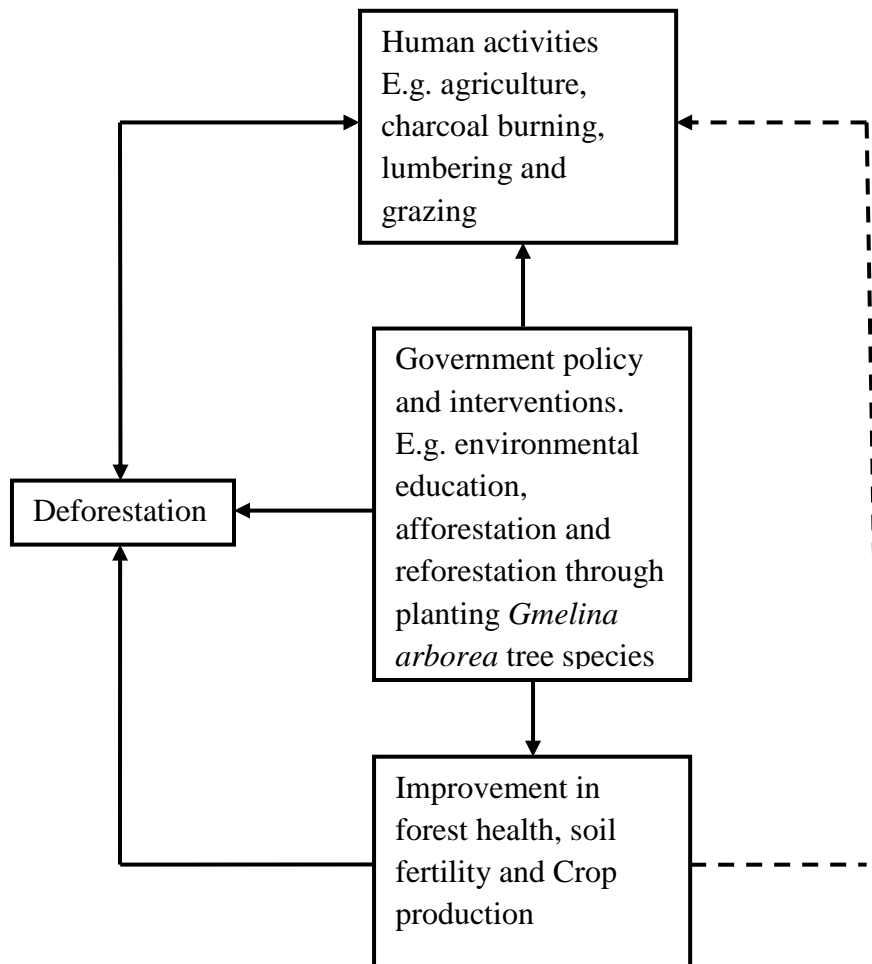 Human activities
E.g. agriculture,
charcoal burning,
lumbering and
grazing
Government policy
and interventions.
E.g. environmental
education,
afforestation and
reforestation through
planting Gmelina
arborea tree species
Deforestation
Improvement in
forest health, soil
fertility and Crop
production